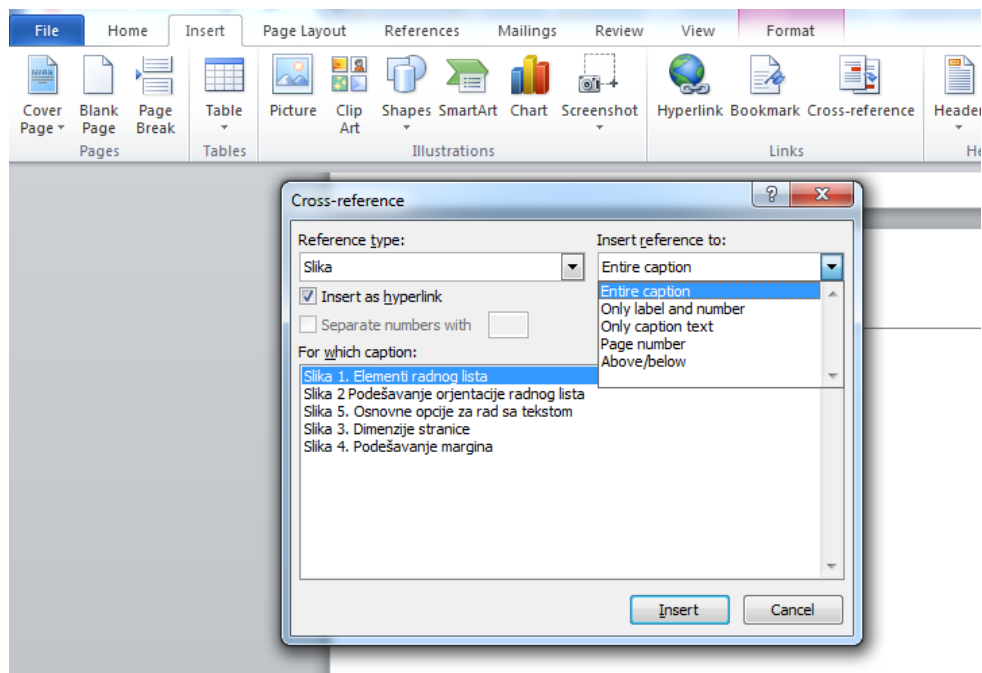 File Home Insert Page Layout References Mailings Review View Format
Cover Page Blank Page Page Break Table Picture Clip Art Shapes SmartArt Chart Screenshot Hyperlink Bookmark Cross-reference Header
Pages Tables Illustrations Links He
Cross-reference
Reference type: Insert reference to:
Slika Entire caption
Insert as hyperlink
Entire caption
Only label and number
Only caption text
Page number
Above/below
Separate numbers with
For which caption:
Slika 1. Elementi radnog lista
Slika 2 Podešavanje orjentacije radnog lista
Slika 5. Osnovne opcije za rad sa tekstom
Slika 3. Dimenzije stranice
Slika 4. Podešavanje margina
Insert Cancel